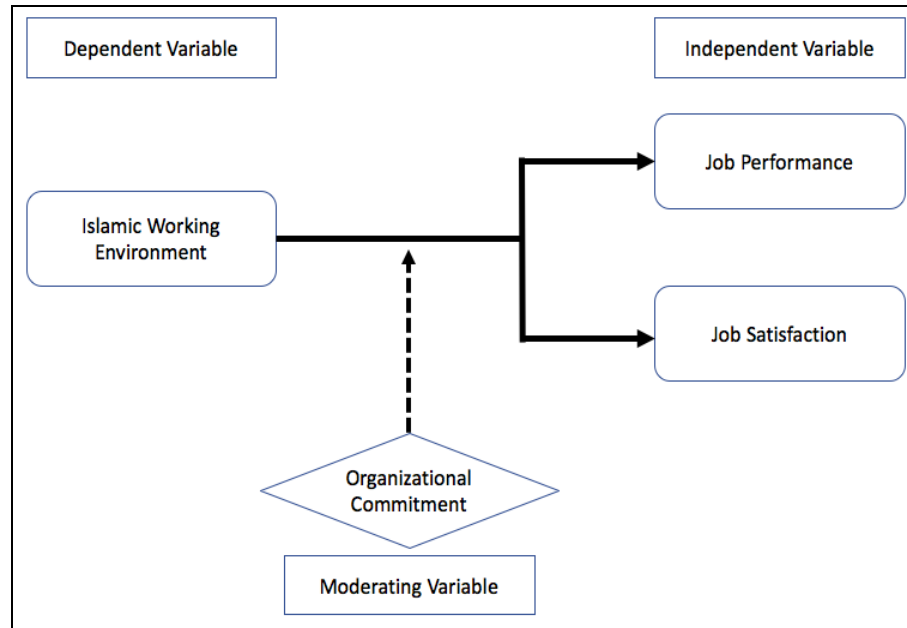 Dependent Variable
Independent Variable
Job Performance
Islamic Working
Environment
Job Satisfaction
Organizational
Commitment
Moderating Variable